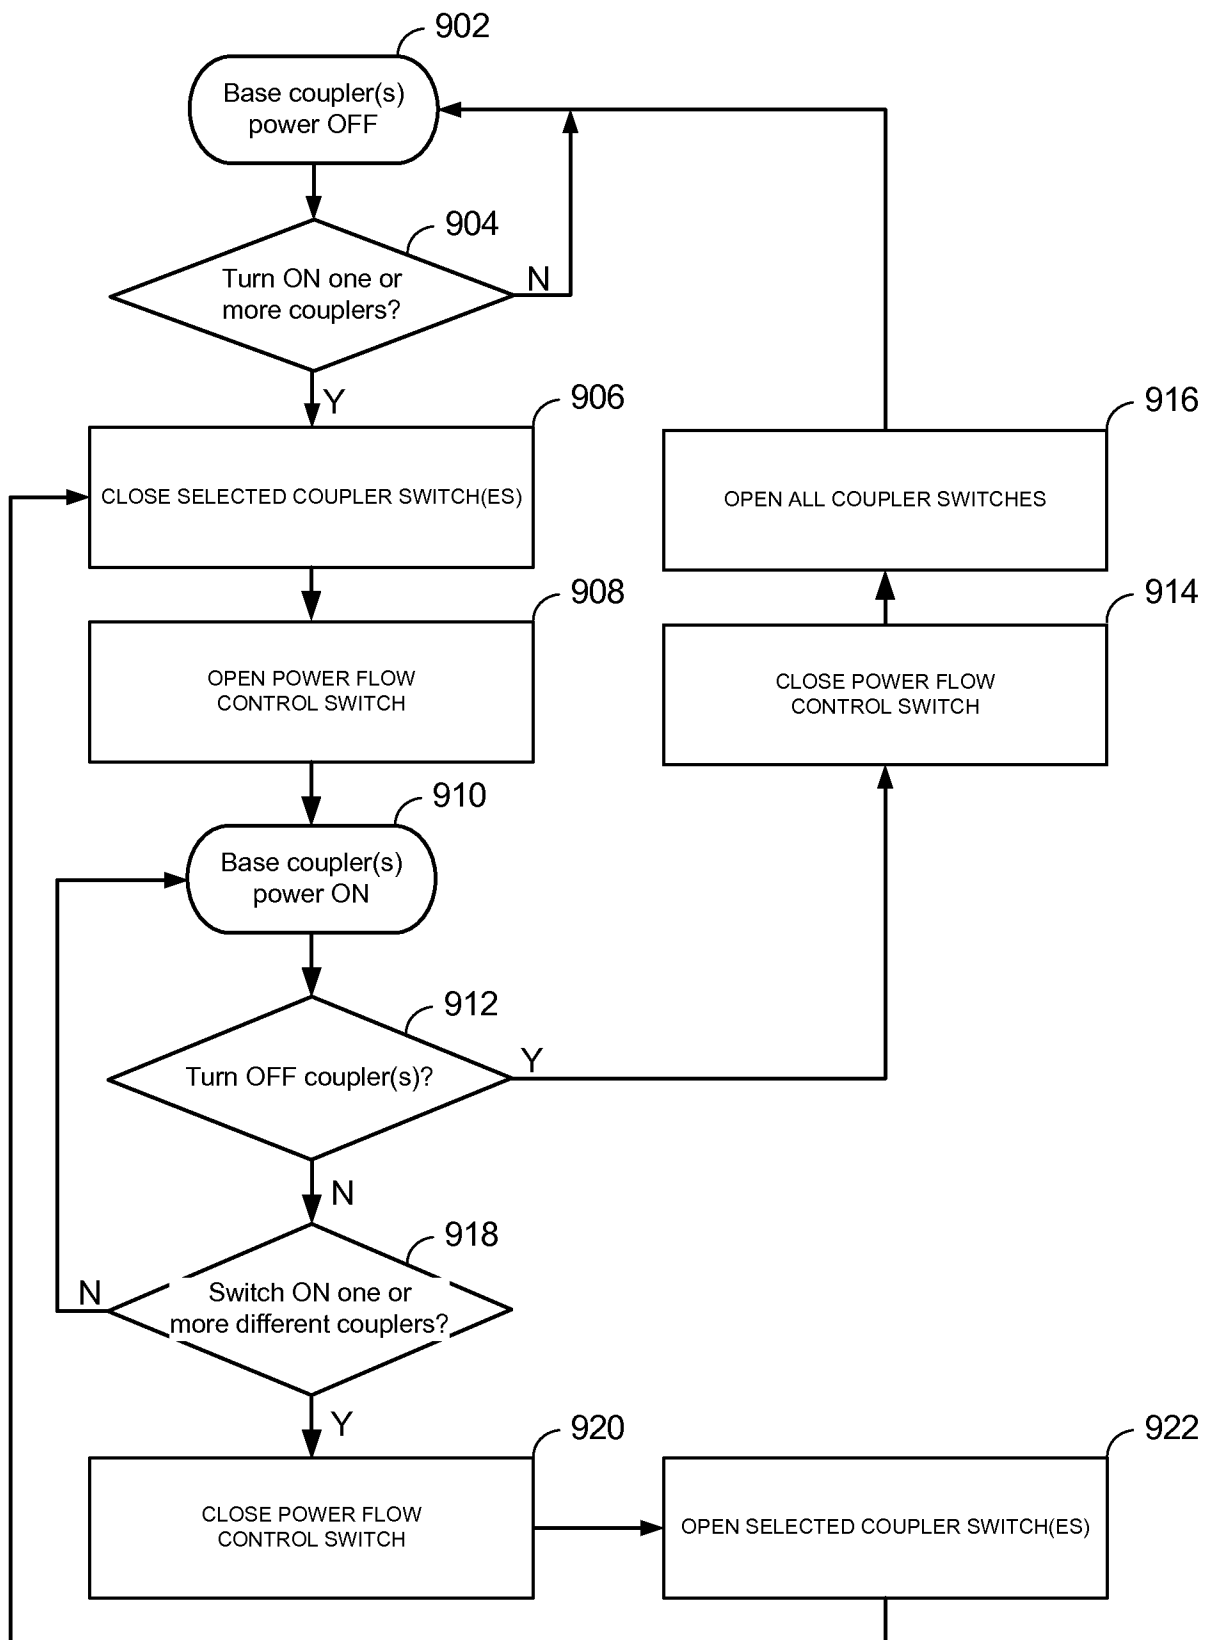 902
Base coupler(s)
power OFF
904
Turn ON one or
more couplers?
N
Y
906
CLOSE SELECTED COUPLER SWITCH(ES)
916
OPEN ALL COUPLER SWITCHES
908
OPEN POWER FLOW
CONTROL SWITCH
914
CLOSE POWER FLOW
CONTROL SWITCH
910
Base coupler(s)
power ON
912
Turn OFF coupler(s)?
Y
N
918
Switch ON one or
more different couplers?
N
Y
920
CLOSE POWER FLOW
CONTROL SWITCH
922
OPEN SELECTED COUPLER SWITCH(ES)